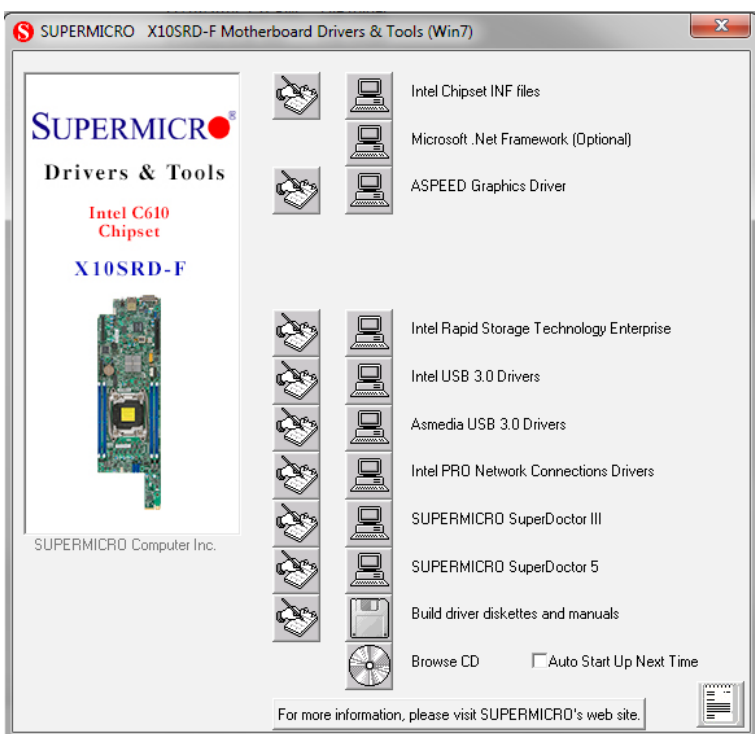 SUPERMICRO X10SRD-F Motherboard Drivers & Tools (Win7)
SUPERMICRO®
Drivers & Tools
Intel C610
Chipset
X10SRD-F
SUPERMICRO Computer Inc.
Intel Chipset INF files
Microsoft .Net Framework (Optional)
ASPEED Graphics Driver
Intel Rapid Storage Technology Enterprise
Intel USB 3.0 Drivers
Asmedia USB 3.0 Drivers
Intel PRO Network Connections Drivers
SUPERMICRO SuperDoctor III
SUPERMICRO SuperDoctor 5
Build driver diskettes and manuals
Browse CD Auto Start Up Next Time
For more information, please visit SUPERMICRO's web site.